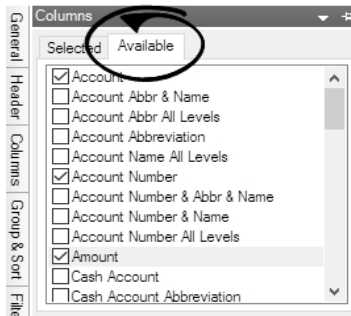 Columns
Selected Available
Account
Account Abbr & Name
Account Abbr All Levels
Account Abbreviation
Account Name All Levels
Account Number
Account Number & Abbr & Name
Account Number & Name
Account Number All Levels
Amount
Cash Account
Cash Account Abbreviation
General
Header
Columns
Group & Sort